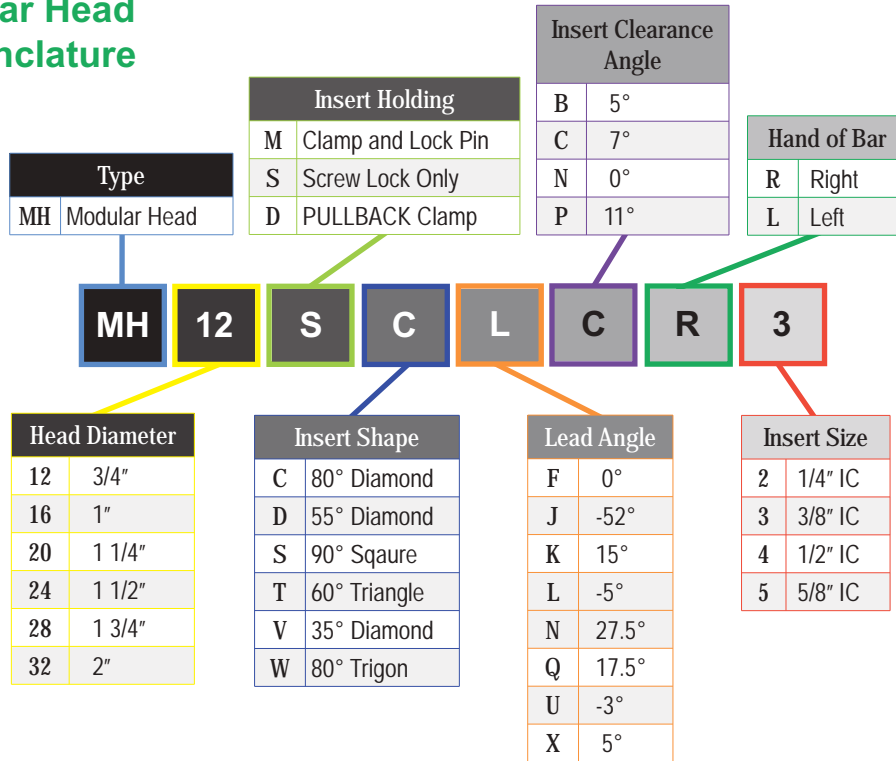 ar Head
nclature
Insert Clearance
Angle
B 5°
C 7°
N 0°
P 11°
Insert Holding
M Clamp and Lock Pin
S Screw Lock Only
D PULLBACK Clamp
Hand of Bar
R Right
L Left
Type
MH Modular Head
MH 12 S C L C R 3
Head Diameter
12 3/4"
16 1"
20 1 1/4"
24 1 1/2"
28 1 3/4"
32 2"
Insert Shape
C 80° Diamond
D 55° Diamond
S 90° Sqaure
T 60° Triangle
V 35° Diamond
W 80° Trigon
Lead Angle
F 0°
J -52°
K 15°
L -5°
N 27.5°
Q 17.5°
U -3°
X 5°
Insert Size
2 1/4" IC
3 3/8" IC
4 1/2" IC
5 5/8" IC